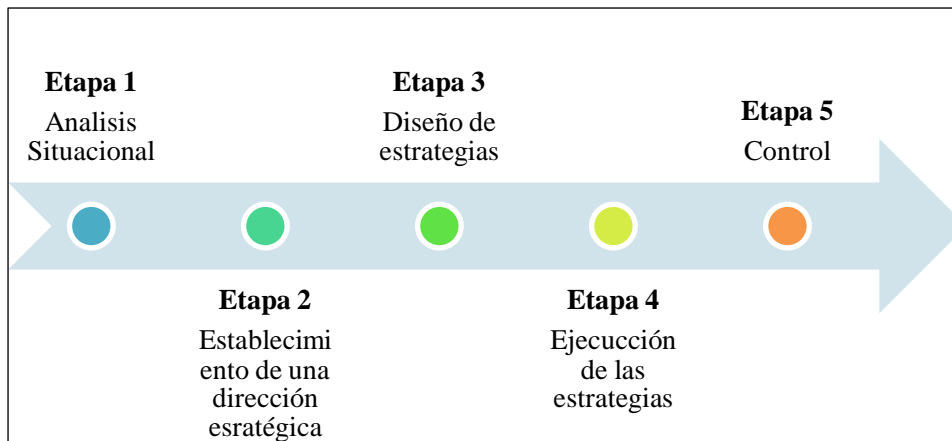 Etapa 1
Analisis
Situacional
Etapa 2
Establecimi
ento de una
dirección
esratégica
Etapa 3
Diseño de
estrategias
Etapa 4
Ejecucción
de las
estrategias
Etapa 5
Control